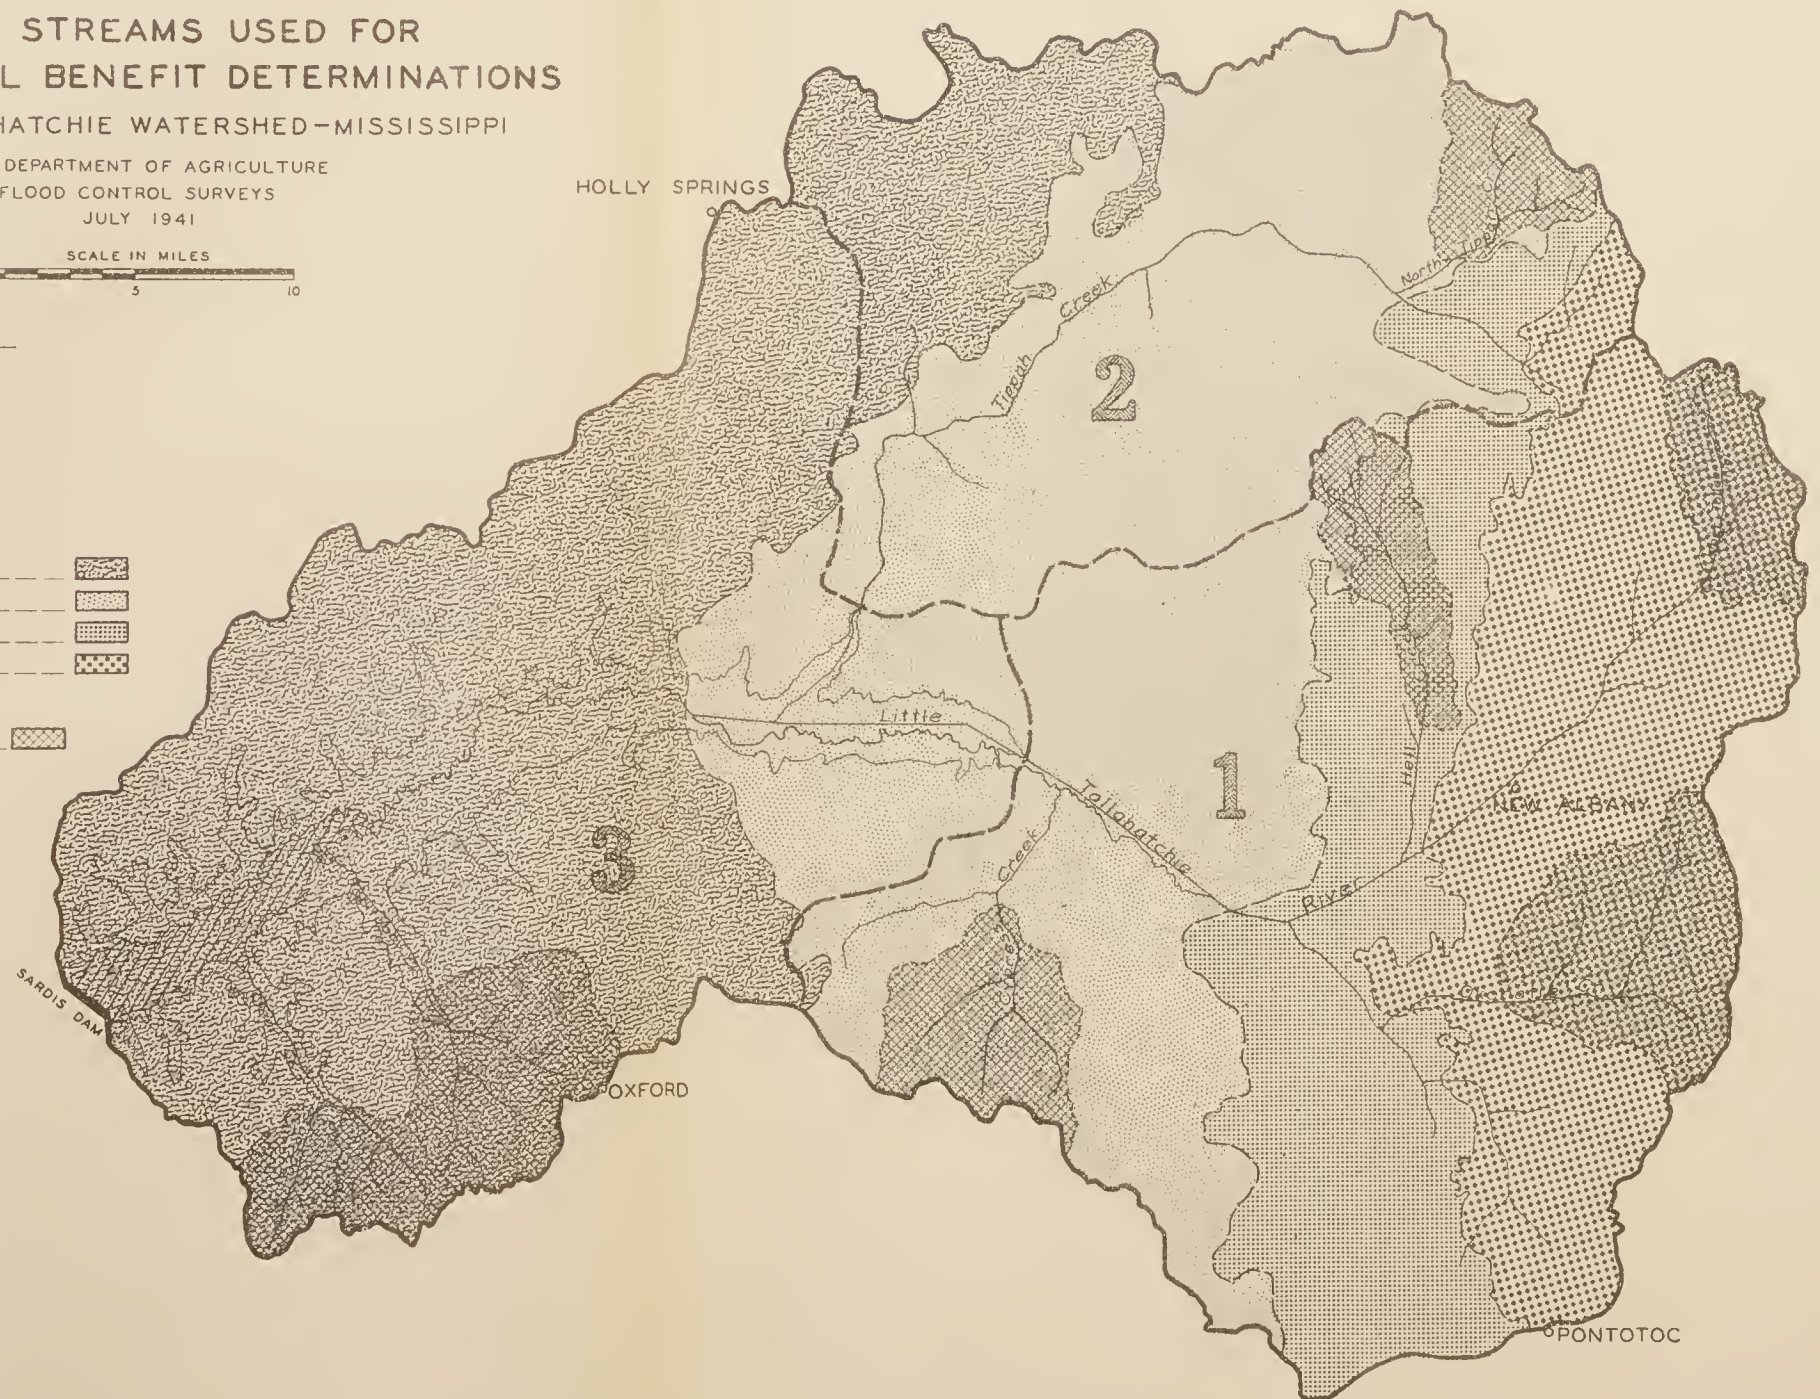 STREAMS USED FOR
L BENEFIT DETERMINATIONS
HATCHIE WATERSHED-MISSISSIPPI
DEPARTMENT OF AGRICULTURE
FLOOD CONTROL SURVEYS
JULY 1941
SCALE IN MILES
5 10
HOLLY SPRINGS
North Tippah
Tippah Creek
2
Little Tallahatchie River
1
Hell
NEW ALBANY
3
Creek
SARDIS DAM
OXFORD
PONTOTOC